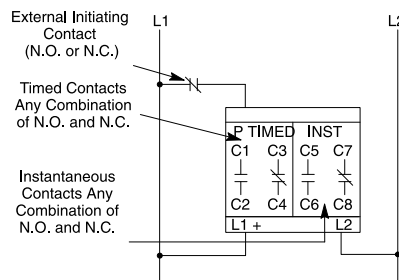 External Initiating
Contact
(N.O. or N.C.)
L1
L2
Timed Contacts
Any Combination
of N.O. and N.C.
P TIMED INST
C1 C3 C5 C7
C2 C4 C6 C8
L1 + L2
Instantaneous
Contacts Any
Combination of
N.O. and N.C.